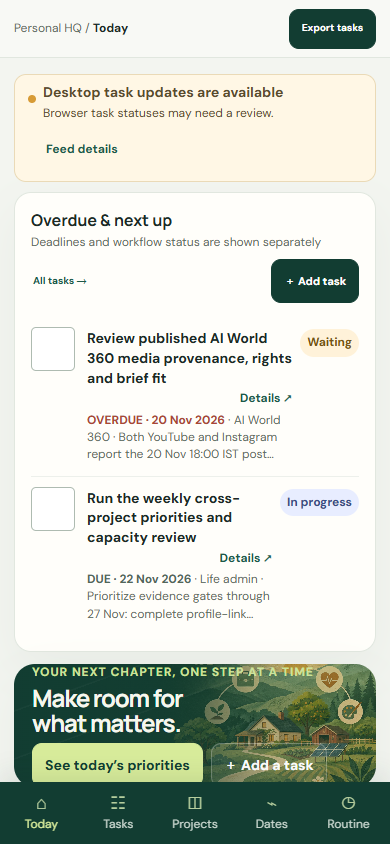 Personal HQ / Today
Export tasks
Desktop task updates are available
Browser task statuses may need a review.
Feed details
Overdue & next up
Deadlines and workflow status are shown separately
All tasks →
+ Add task
Review published AI World
360 media provenance, rights
and brief fit
Waiting
Details ↗
OVERDUE · 20 Nov 2026 · AI World
360 · Both YouTube and Instagram
report the 20 Nov 18:00 IST post…
Run the weekly cross-
project priorities and
capacity review
In progress
Details ↗
DUE · 22 Nov 2026 · Life admin ·
Prioritize evidence gates through
27 Nov: complete profile-link…
YOUR NEXT CHAPTER, ONE STEP AT A TIME
Make room for
what matters.
See today's priorities
+ Add a task
Today
Tasks
Projects
Dates
Routine